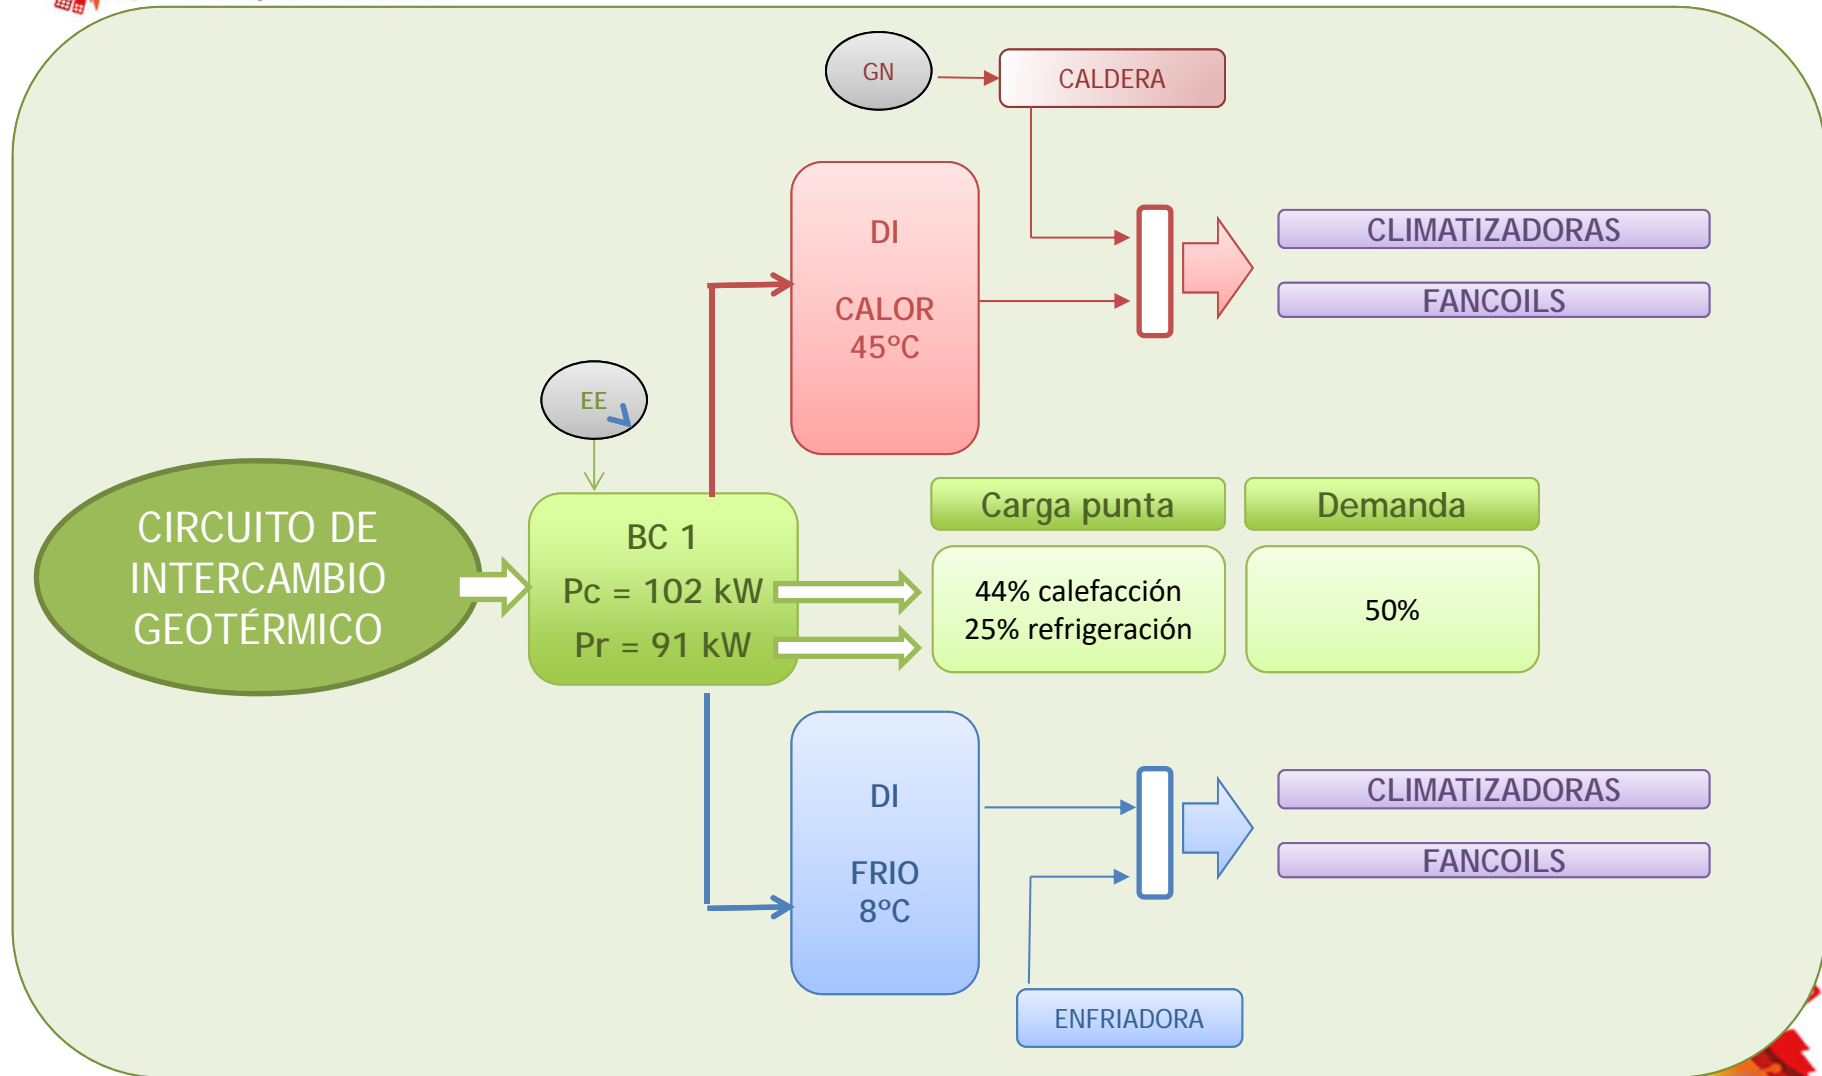 GN
CALDERA
DI
CALOR
45°C
CLIMATIZADORAS
FANCOILS
EE
CIRCUITO DE
INTERCAMBIO
GEOTÉRMICO
BC 1
Pc = 102 kW
Pr = 91 kW
Carga punta
Demanda
44% calefacción
25% refrigeración
50%
DI
FRIO
8°C
CLIMATIZADORAS
FANCOILS
ENFRIADORA